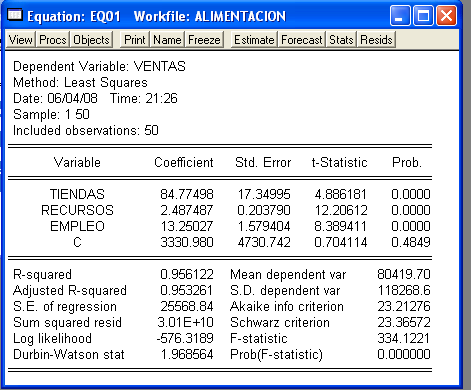 Equation: EQ01 Workfile: ALIMENTACION
View Procs Objects Print Name Freeze Estimate Forecast Stats Resids
Dependent Variable: VENTAS
Method: Least Squares
Date: 06/04/08 Time: 21:26
Sample: 1 50
Included observations: 50
Variable Coefficient Std. Error t-Statistic Prob.
TIENDAS 84.77498 17.34995 4.886181 0.0000
RECURSOS 2.487487 0.203790 12.20612 0.0000
EMPLEO 13.25027 1.579404 8.389411 0.0000
C 3330.980 4730.742 0.704114 0.4849
R-squared 0.956122 Mean dependent var 80419.70
Adjusted R-squared 0.953261 S.D. dependent var 118268.6
S.E. of regression 25568.84 Akaike info criterion 23.21276
Sum squared resid 3.01E+10 Schwarz criterion 23.36572
Log likelihood -576.3189 F-statistic 334.1221
Durbin-Watson stat 1.968564 Prob(F-statistic) 0.000000